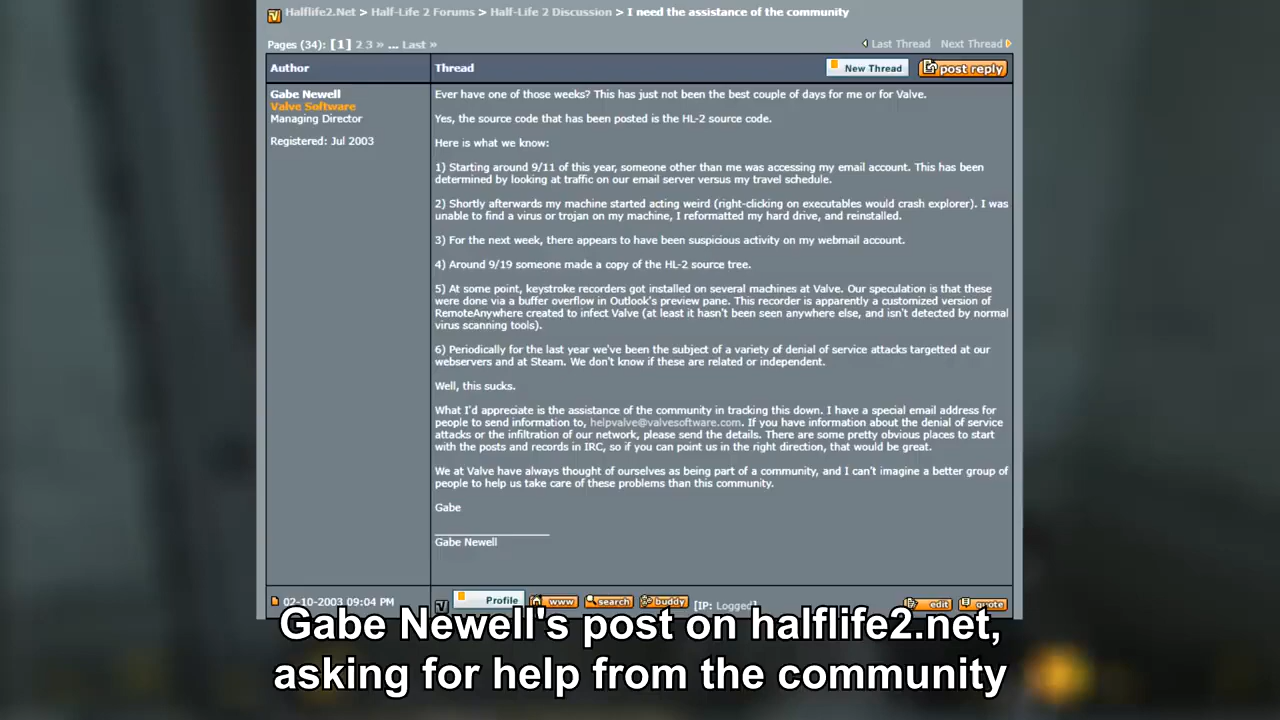 Halflife2.Net > Half-Life 2 Forums > Half-Life 2 Discussion > I need the assistance of the community
Pages (34): [1] 2 3 » ... Last »
Last Thread Next Thread
Author
Thread
New Thread
post reply
Gabe Newell
Valve Software
Managing Director
Registered: Jul 2003
Ever have one of those weeks? This has just not been the best couple of days for me or for Valve.
Yes, the source code that has been posted is the HL-2 source code.
Here is what we know:
1) Starting around 9/11 of this year, someone other than me was accessing my email account. This has been
determined by looking at traffic on our email server versus my travel schedule.
2) Shortly afterwards my machine started acting weird (right-clicking on executables would crash explorer). I was
unable to find a virus or trojan on my machine, I reformatted my hard drive, and reinstalled.
3) For the next week, there appears to have been suspicious activity on my webmail account.
4) Around 9/19 someone made a copy of the HL-2 source tree.
5) At some point, keystroke recorders got installed on several machines at Valve. Our speculation is that these
were done via a buffer overflow in Outlook's preview pane. This recorder is apparently a customized version of
RemoteAnywhere created to infect Valve (at least it hasn't been seen anywhere else, and isn't detected by normal
virus scanning tools).
6) Periodically for the last year we've been the subject of a variety of denial of service attacks targetted at our
webservers and at Steam. We don't know if these are related or independent.
Well, this sucks.
What I'd appreciate is the assistance of the community in tracking this down. I have a special email address for
people to send information to, helpvalve@valvesoftware.com. If you have information about the denial of service
attacks or the infiltration of our network, please send the details. There are some pretty obvious places to start
with the posts and records in IRC, so if you can point us in the right direction, that would be great.
We at Valve have always thought of ourselves as being part of a community, and I can't imagine a better group of
people to help us take care of these problems than this community.
Gabe
Gabe Newell
02-10-2003 09:04 PM
Profile
www
search
buddy
[IP: Logged]
edit
quote
Gabe Newell's post on halflife2.net,
asking for help from the community